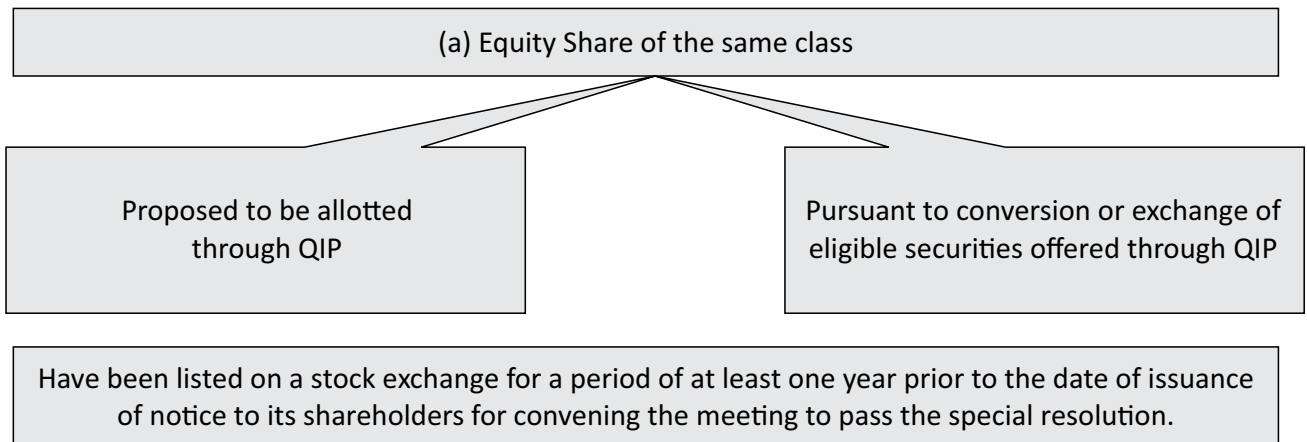 (a) Equity Share of the same class
Proposed to be allotted
through QIP
Pursuant to conversion or exchange of
eligible securities offered through QIP
Have been listed on a stock exchange for a period of at least one year prior to the date of issuance
of notice to its shareholders for convening the meeting to pass the special resolution.